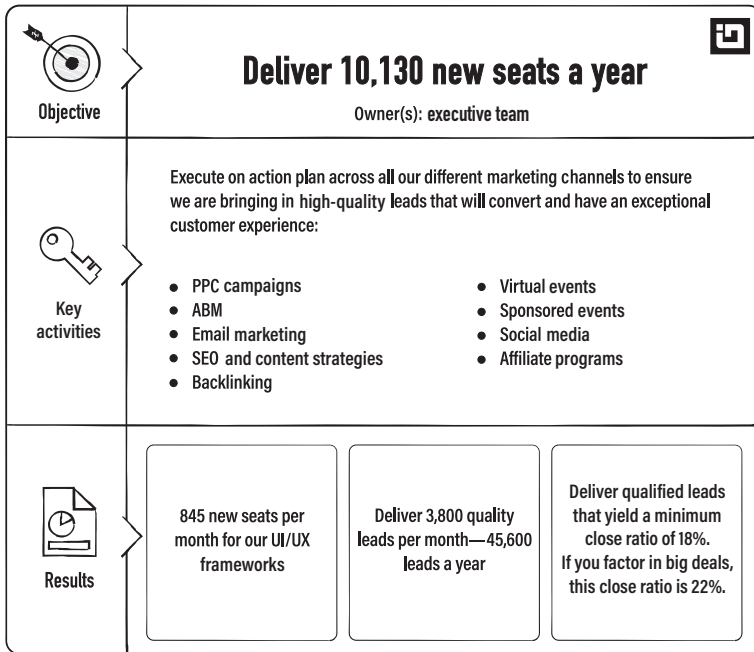 Deliver 10,130 new seats a year
Objective
Owner(s): executive team
Execute on action plan across all our different marketing channels to ensure
we are bringing in high-quality leads that will convert and have an exceptional
customer experience:
Key
activities
• PPC campaigns
• ABM
• Email marketing
• SEO and content strategies
• Backlinking
• Virtual events
• Sponsored events
• Social media
• Affiliate programs
Results
845 new seats per
month for our UI/UX
frameworks
Deliver 3,800 quality
leads per month—45,600
leads a year
Deliver qualified leads
that yield a minimum
close ratio of 18%.
If you factor in big deals,
this close ratio is 22%.